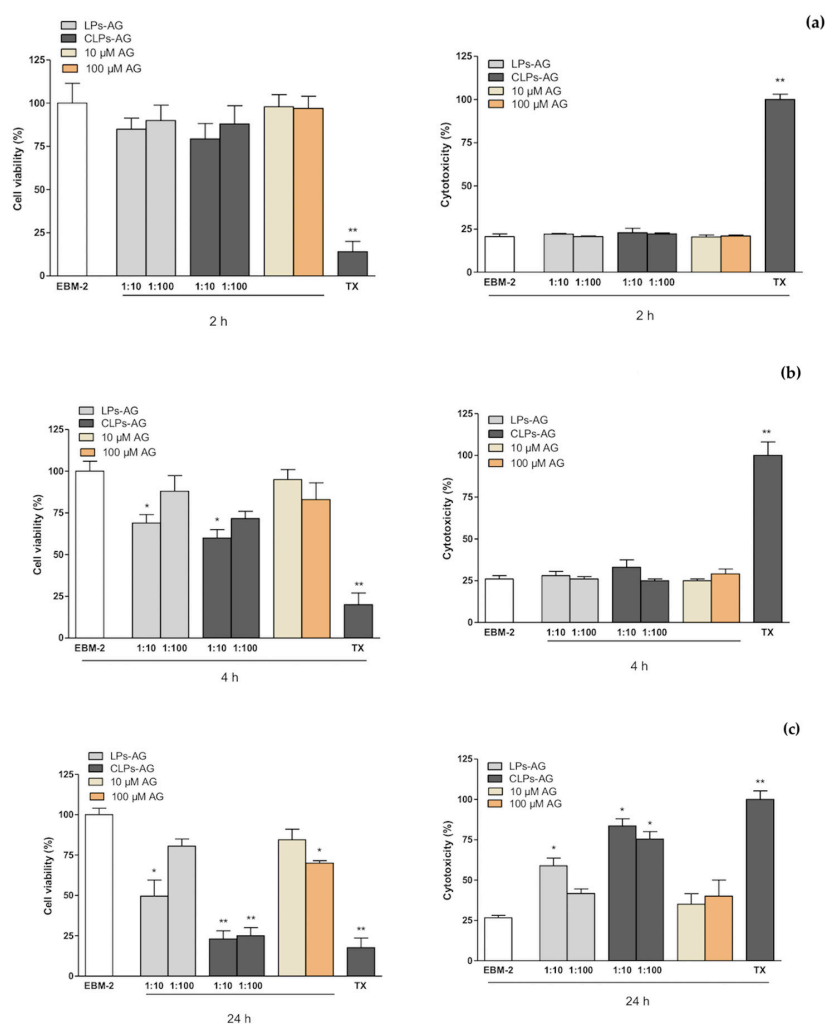 (a)
LPs-AG
CLPs-AG
10 µM AG
100 µM AG
Cell viability (%)
125
100
75
50
25
0
EBM-2 1:10 1:100 1:10 1:100 TX
**
2 h
LPs-AG
CLPs-AG
10 µM AG
100 µM AG
Cytotoxicity (%)
125
100
75
50
25
0
**
EBM-2 1:10 1:100 1:10 1:100 TX
2 h
(b)
LPs-AG
CLPs-AG
10 µM AG
100 µM AG
Cell viability (%)
125
100
75
50
25
0
* * **
EBM-2 1:10 1:100 1:10 1:100 TX
4 h
LPs-AG
CLPs-AG
10 µM AG
100 µM AG
Cytotoxicity (%)
125
100
75
50
25
0
**
EBM-2 1:10 1:100 1:10 1:100 TX
4 h
(c)
LPs-AG
CLPs-AG
10 µM AG
100 µM AG
Cell viability (%)
125
100
75
50
25
0
* ** ** * **
EBM-2 1:10 1:100 1:10 1:100 TX
24 h
LPs-AG
CLPs-AG
10 µM AG
100 µM AG
Cytotoxicity (%)
125
100
75
50
25
0
* * * **
EBM-2 1:10 1:100 1:10 1:100 TX
24 h